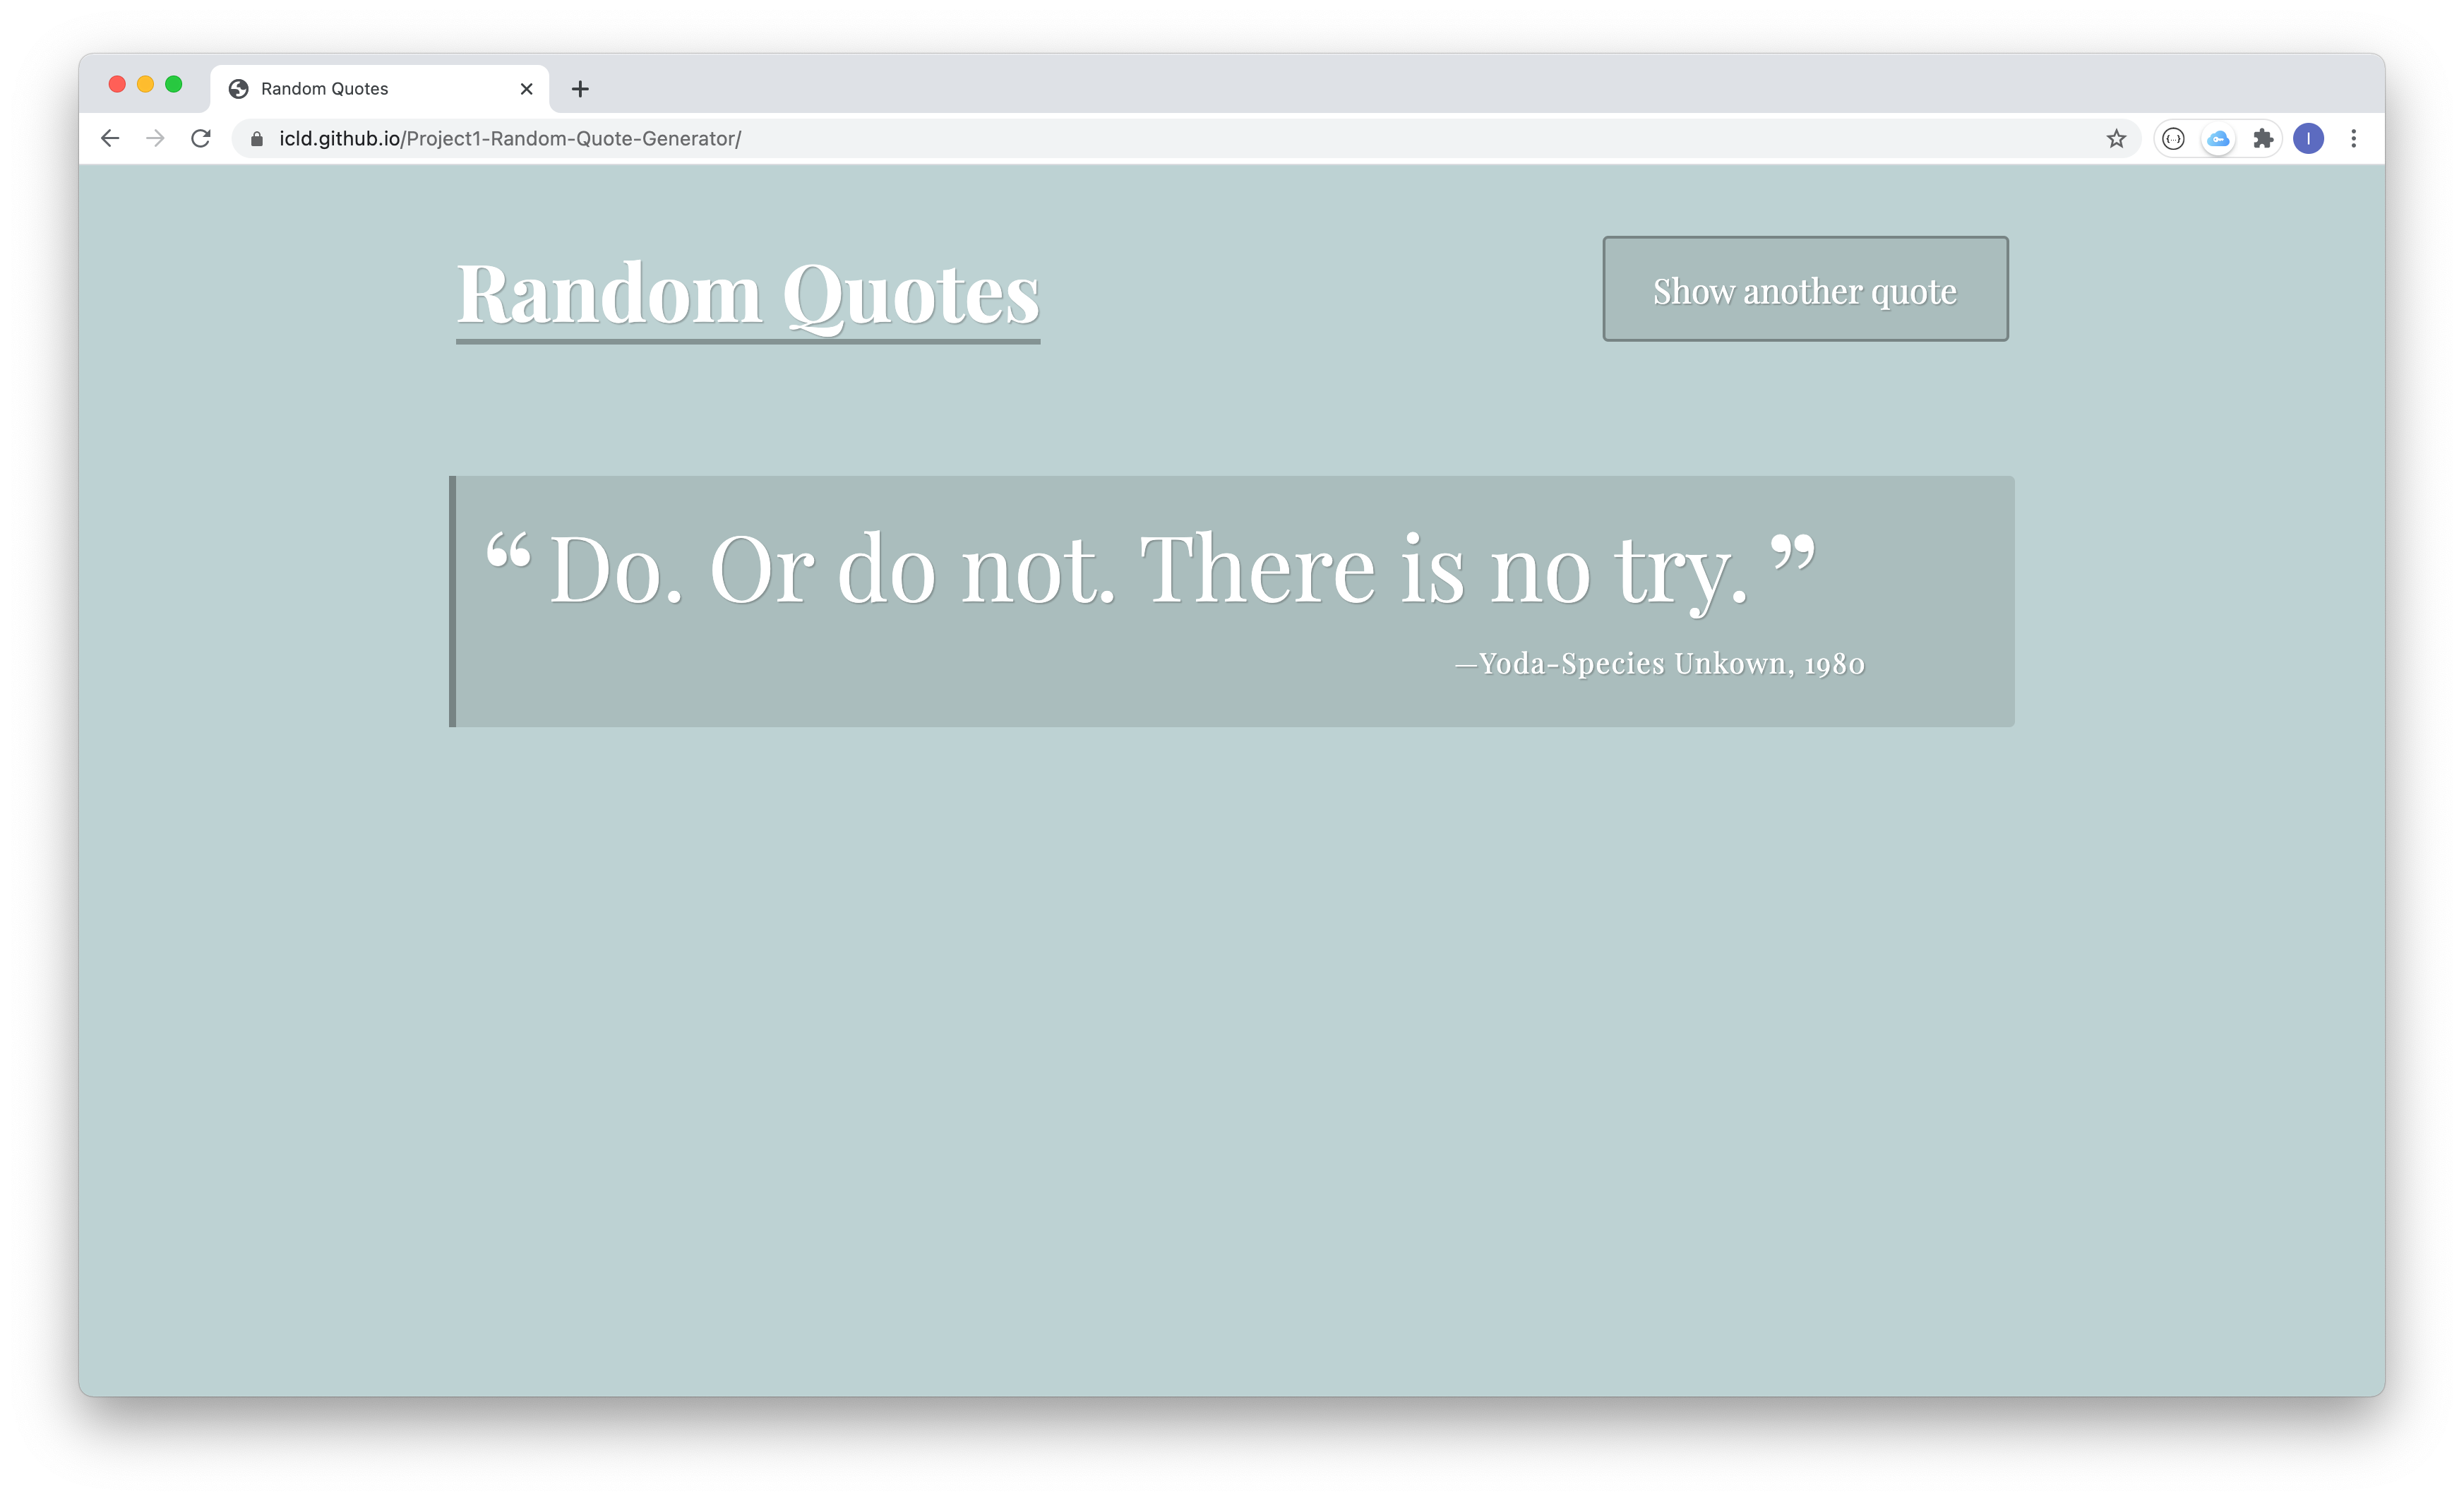 Random Quotes
icld.github.io/Project1-Random-Quote-Generator/
{...}
I
Random Quotes
Show another quote
“ Do. Or do not. There is no try. ”
—Yoda-Species Unkown, 1980